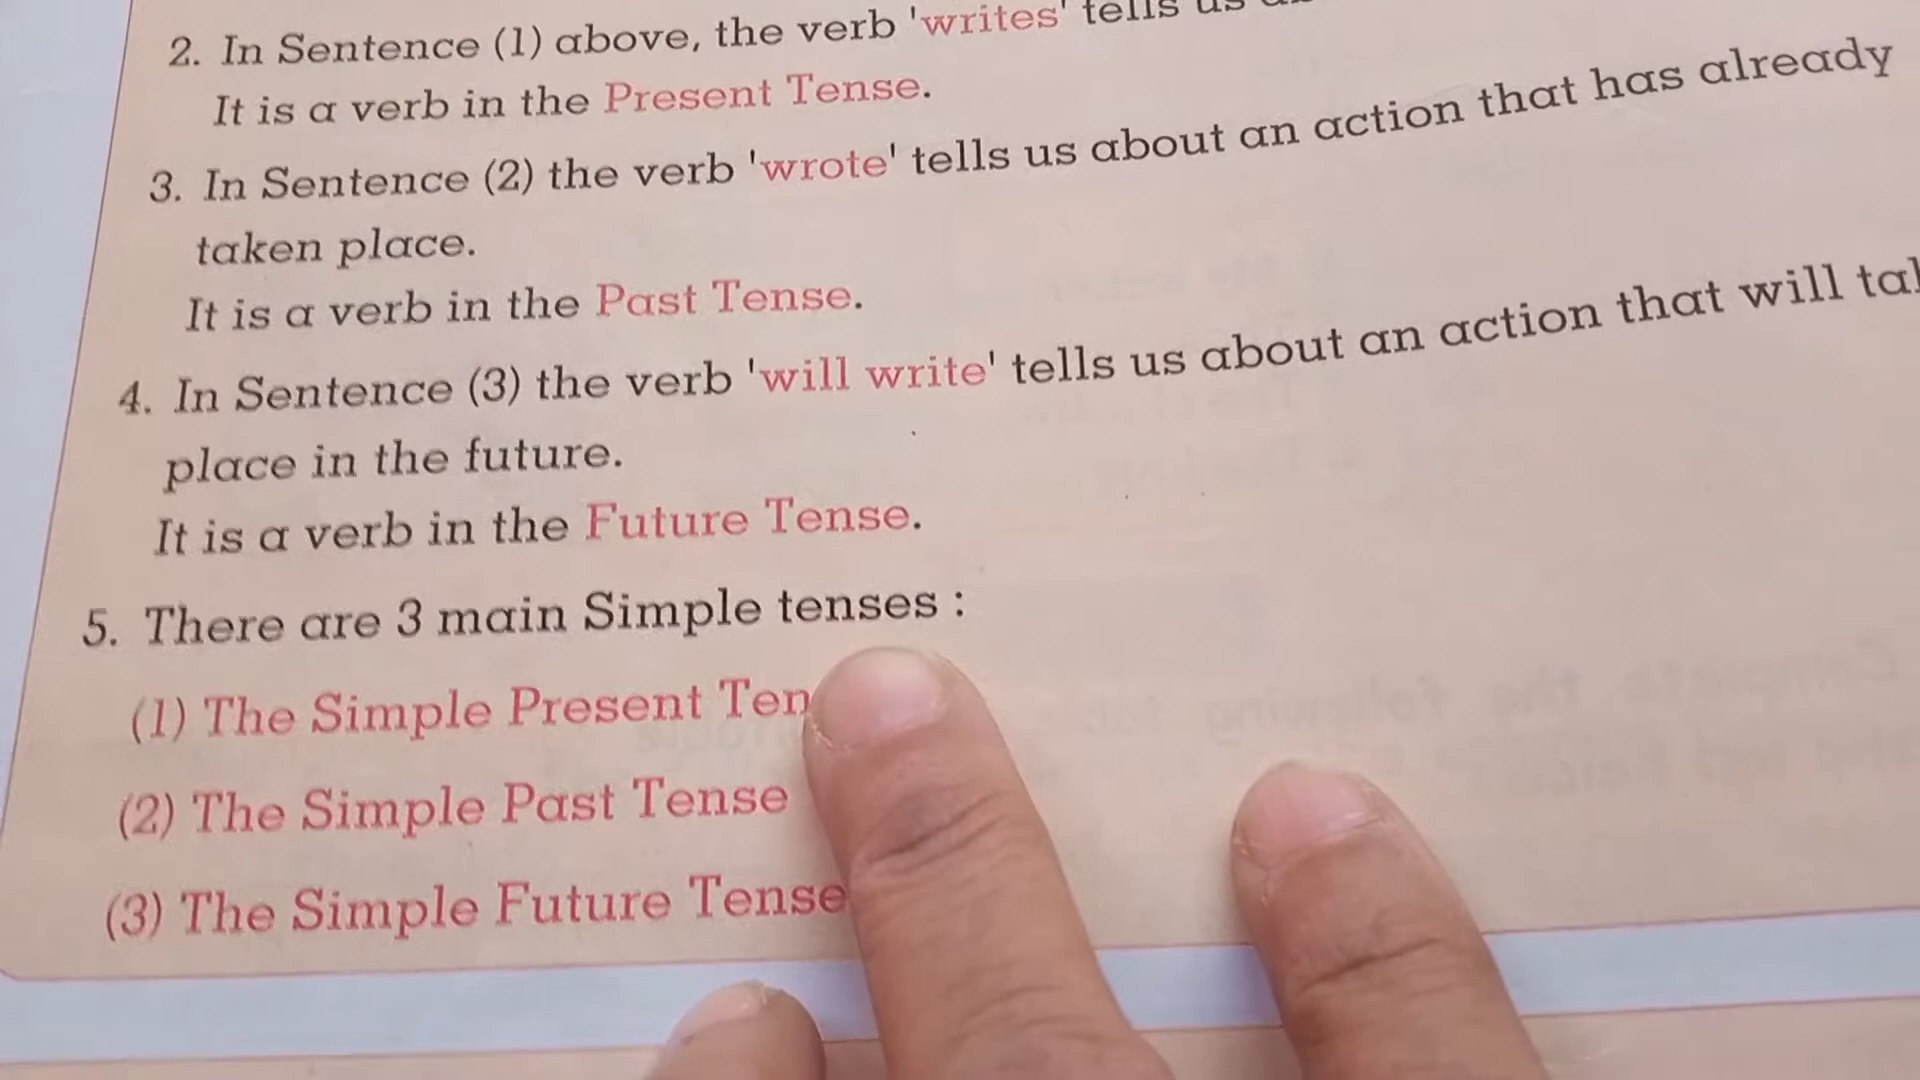 2. In Sentence (1) above, the verb 'writes' tells us
It is a verb in the Present Tense.
3. In Sentence (2) the verb 'wrote' tells us about an action that has already
taken place.
It is a verb in the Past Tense.
4. In Sentence (3) the verb 'will write' tells us about an action that will
place in the future.
It is a verb in the Future Tense.
5. There are 3 main Simple tenses :
(1) The Simple Present
(2) The Simple Past Tense
(3) The Simple Future Tense